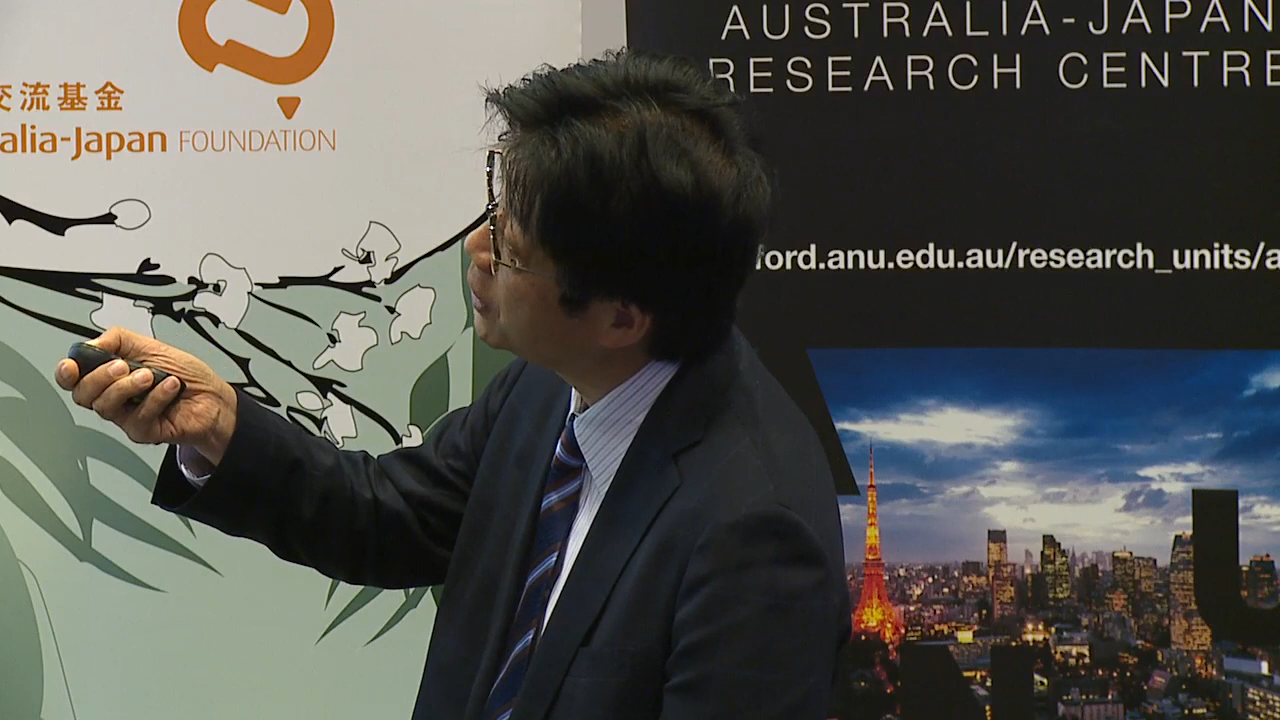 交流基金
alia-Japan FOUNDATION
AUSTRALIA-JAPAN
RESEARCH CENTRE
ford.anu.edu.au/research_units/a